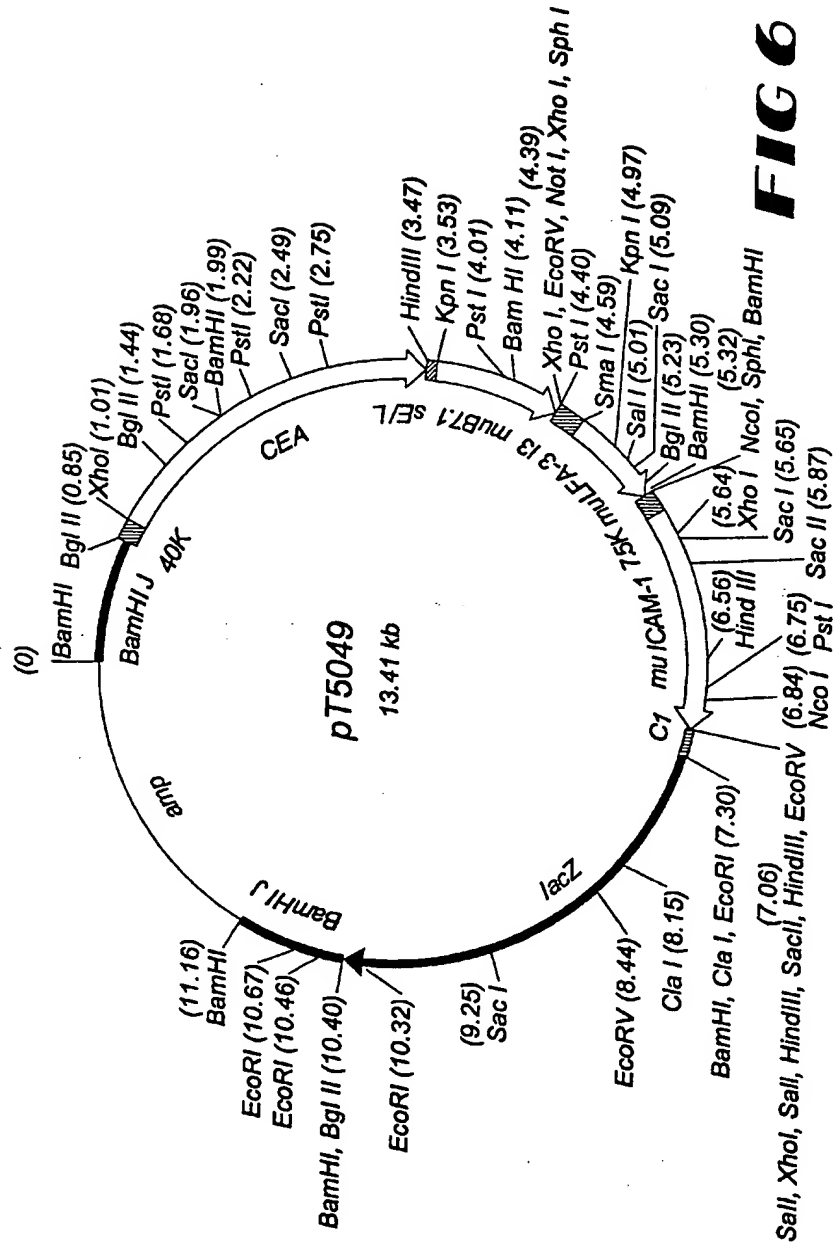 (0)
BamHI
Bgl II (0.85)
XhoI (1.01)
Bgl II (1.44)
PstI (1.68)
SacI (1.96)
BamHI (1.99)
PstI (2.22)
SacI (2.49)
PstI (2.75)
HindIII (3.47)
Kpn I (3.53)
Pst I (4.01)
Bam HI (4.11)
(4.39)
Xho I, EcoRV, Not I, Xho I, Sph I
Pst I (4.40)
Sma I (4.59)
Kpn I (4.97)
Sal I (5.01)
Sac I (5.09)
Bgl II (5.23)
BamHI (5.30)
(5.32)
NcoI, SphI, BamHI
(5.64)
Xho I
Sac I (5.65)
Sac II (5.87)
(6.56)
Hind III
(6.75)
Pst I
(6.84)
Nco I
(7.06)
SalI, XhoI, SalI, HindIII, SacII, HindIII, EcoRV
BamHI, Cla I, EcoRI (7.30)
Cla I (8.15)
EcoRV (8.44)
(9.25)
Sac I
EcoRI (10.32)
BamHI, Bgl II (10.40)
EcoRI (10.46)
EcoRI (10.67)
(11.16)
BamHI
BamHI J
40K
CEA
sE/L
muB7.1
I3
muLFA-3
7.5K
mu ICAM-1
C1
lacZ
BamHI J
amp
pT5049
13.41 kb
FIG 6